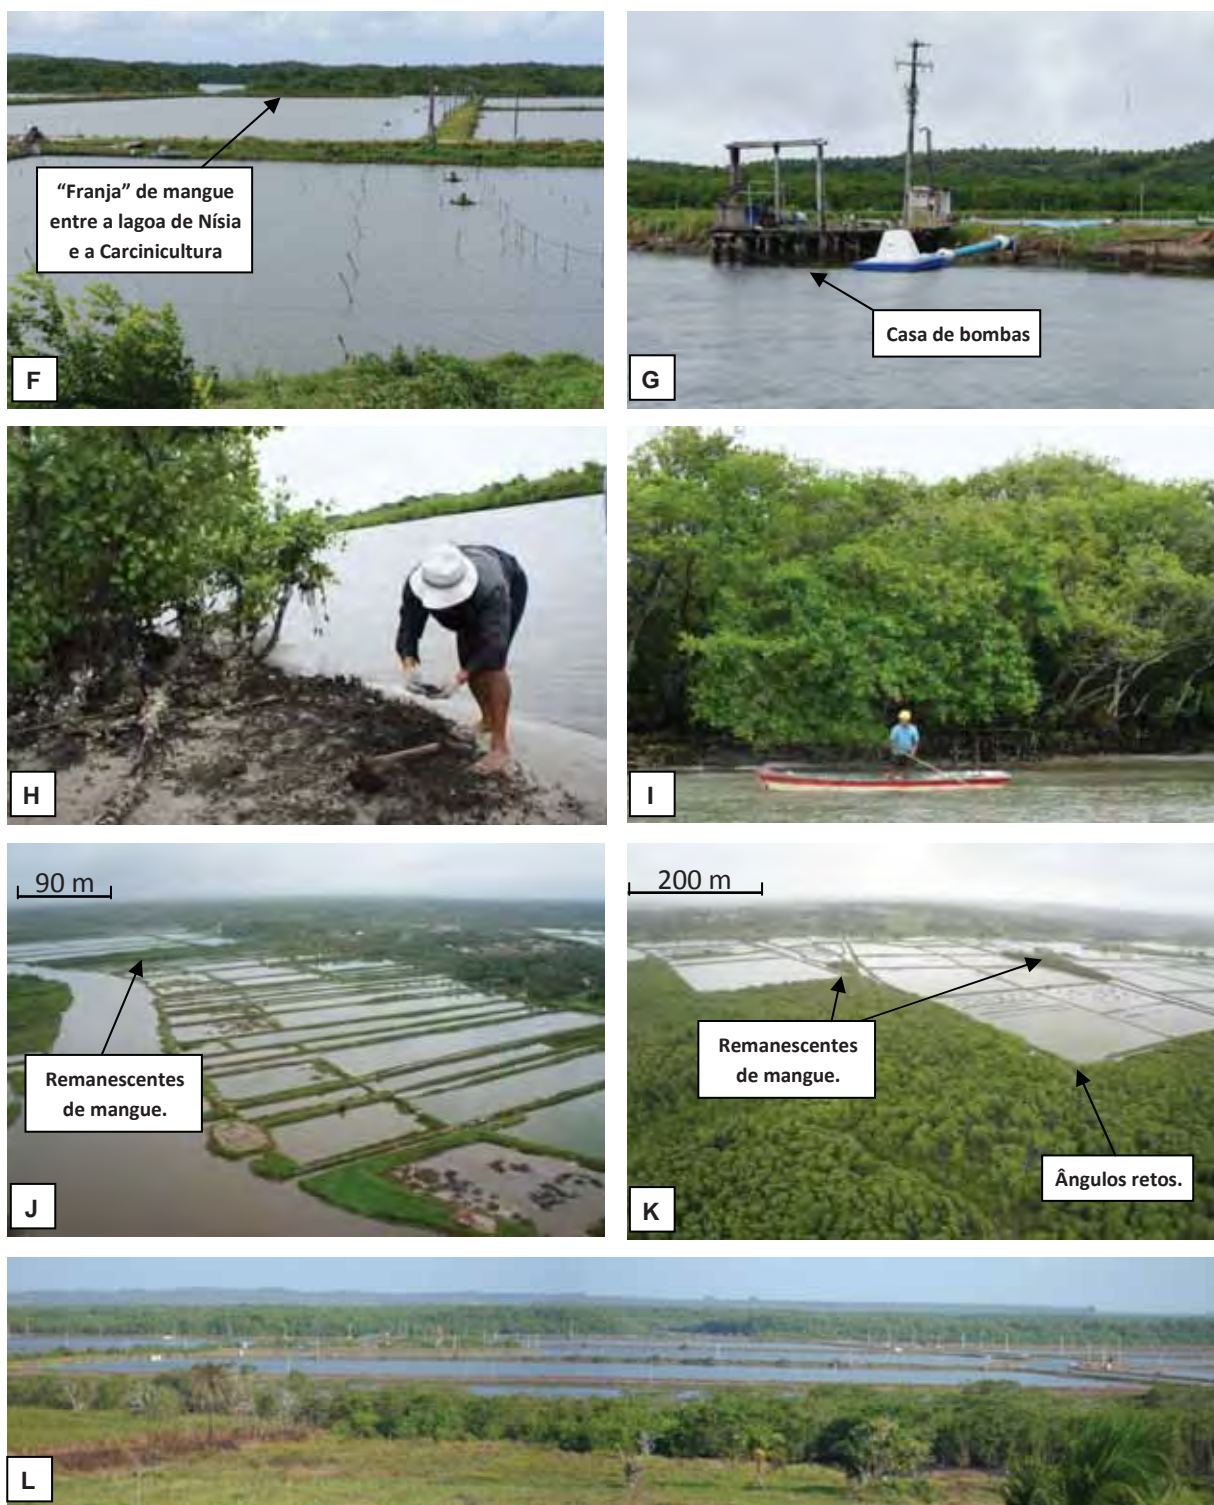 “Franja” de mangue
entre a lagoa de Nísia
e a Carcinicultura
F
Casa de bombas
G
H
I
90 m
Remanescentes
de mangue.
J
200 m
Remanescentes
de mangue.
Ângulos retos.
K
L